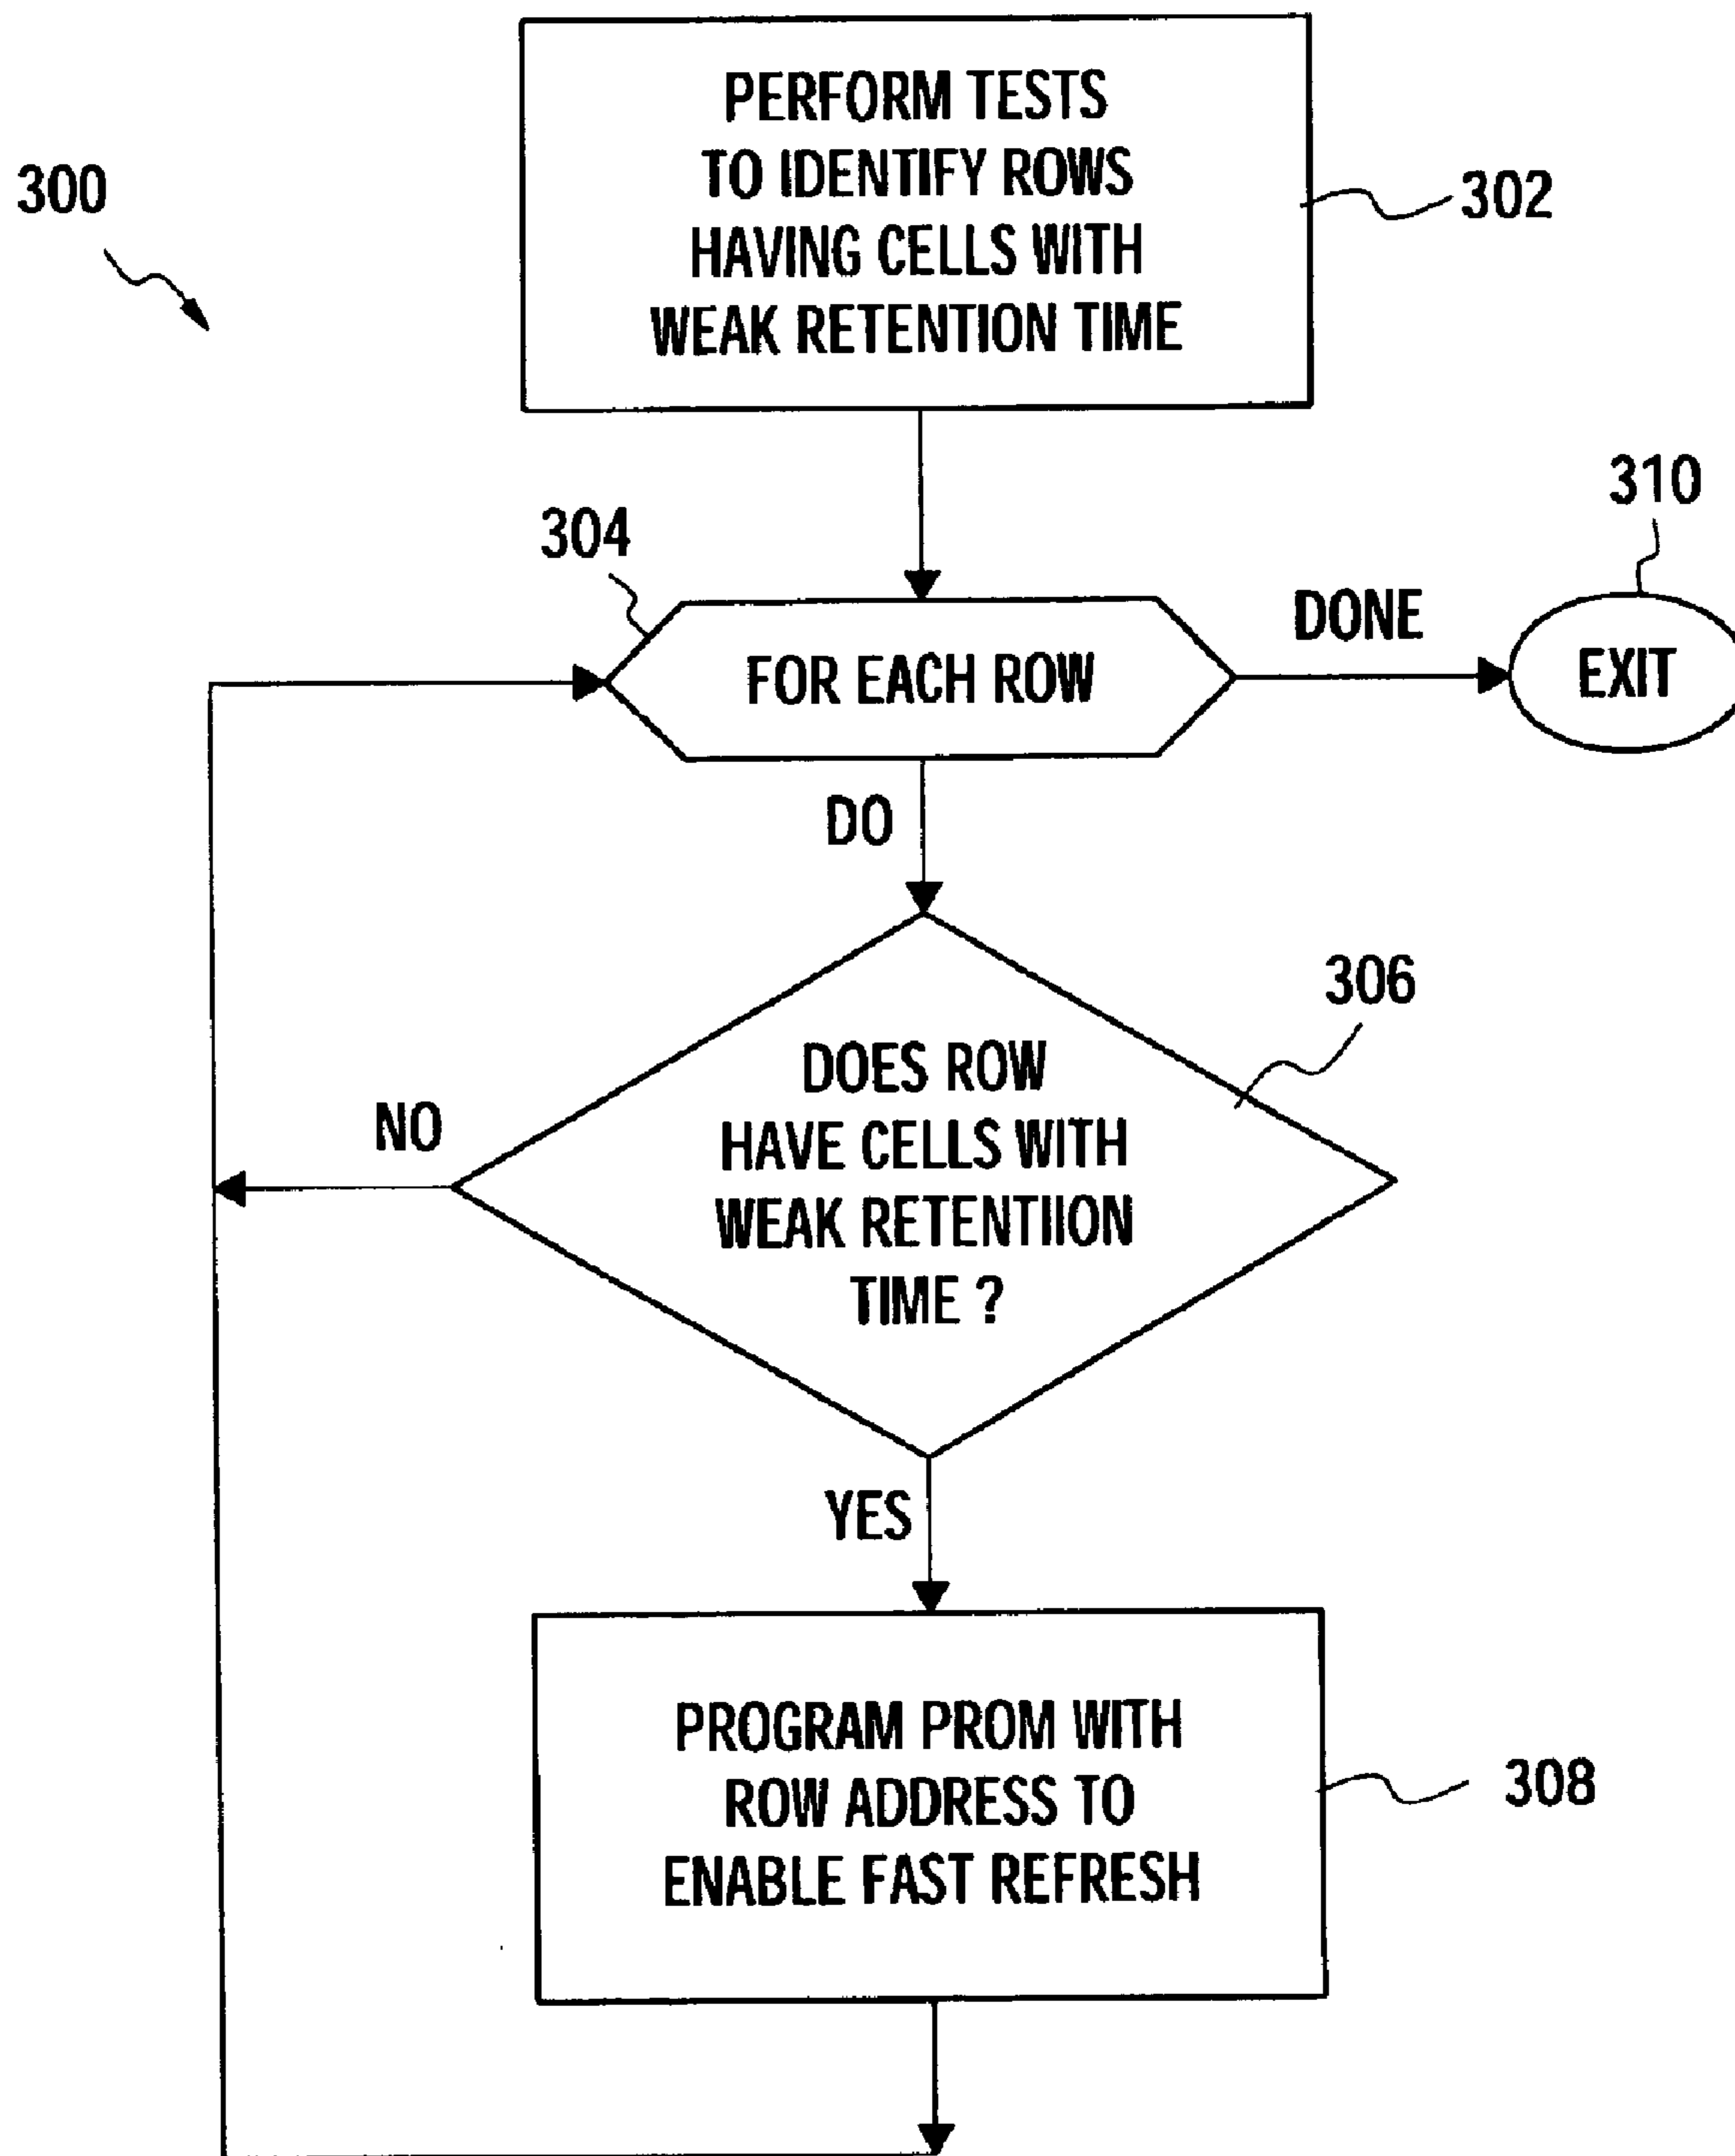 300
PERFORM TESTS
TO IDENTIFY ROWS
HAVING CELLS WITH
WEAK RETENTION TIME
302
304
FOR EACH ROW
DONE
310
EXIT
DO
306
DOES ROW
HAVE CELLS WITH
WEAK RETENTIION
TIME ?
NO
YES
PROGRAM PROM WITH
ROW ADDRESS TO
ENABLE FAST REFRESH
308